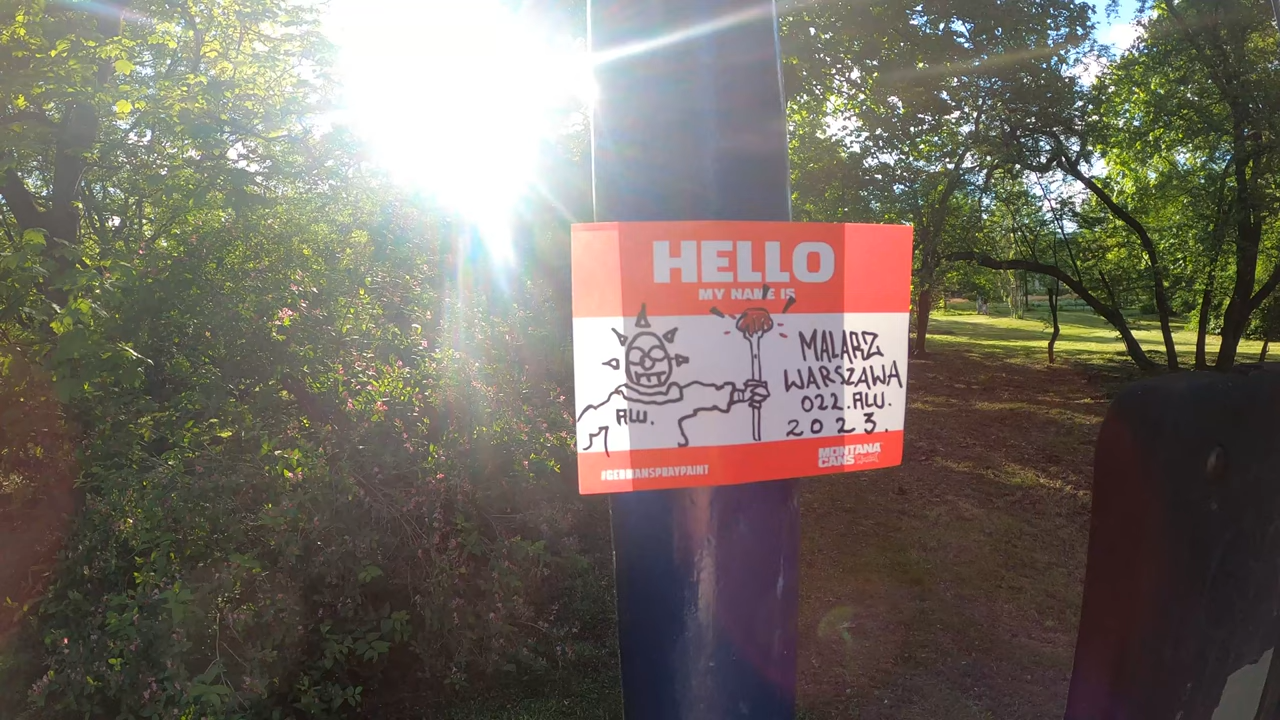 HELLO
MY NAME IS
MALARZ
WARSZAWA
022.ALU.
2023.
ALU.
#GERMANSPRAYPAINT
MONTANA
CANS